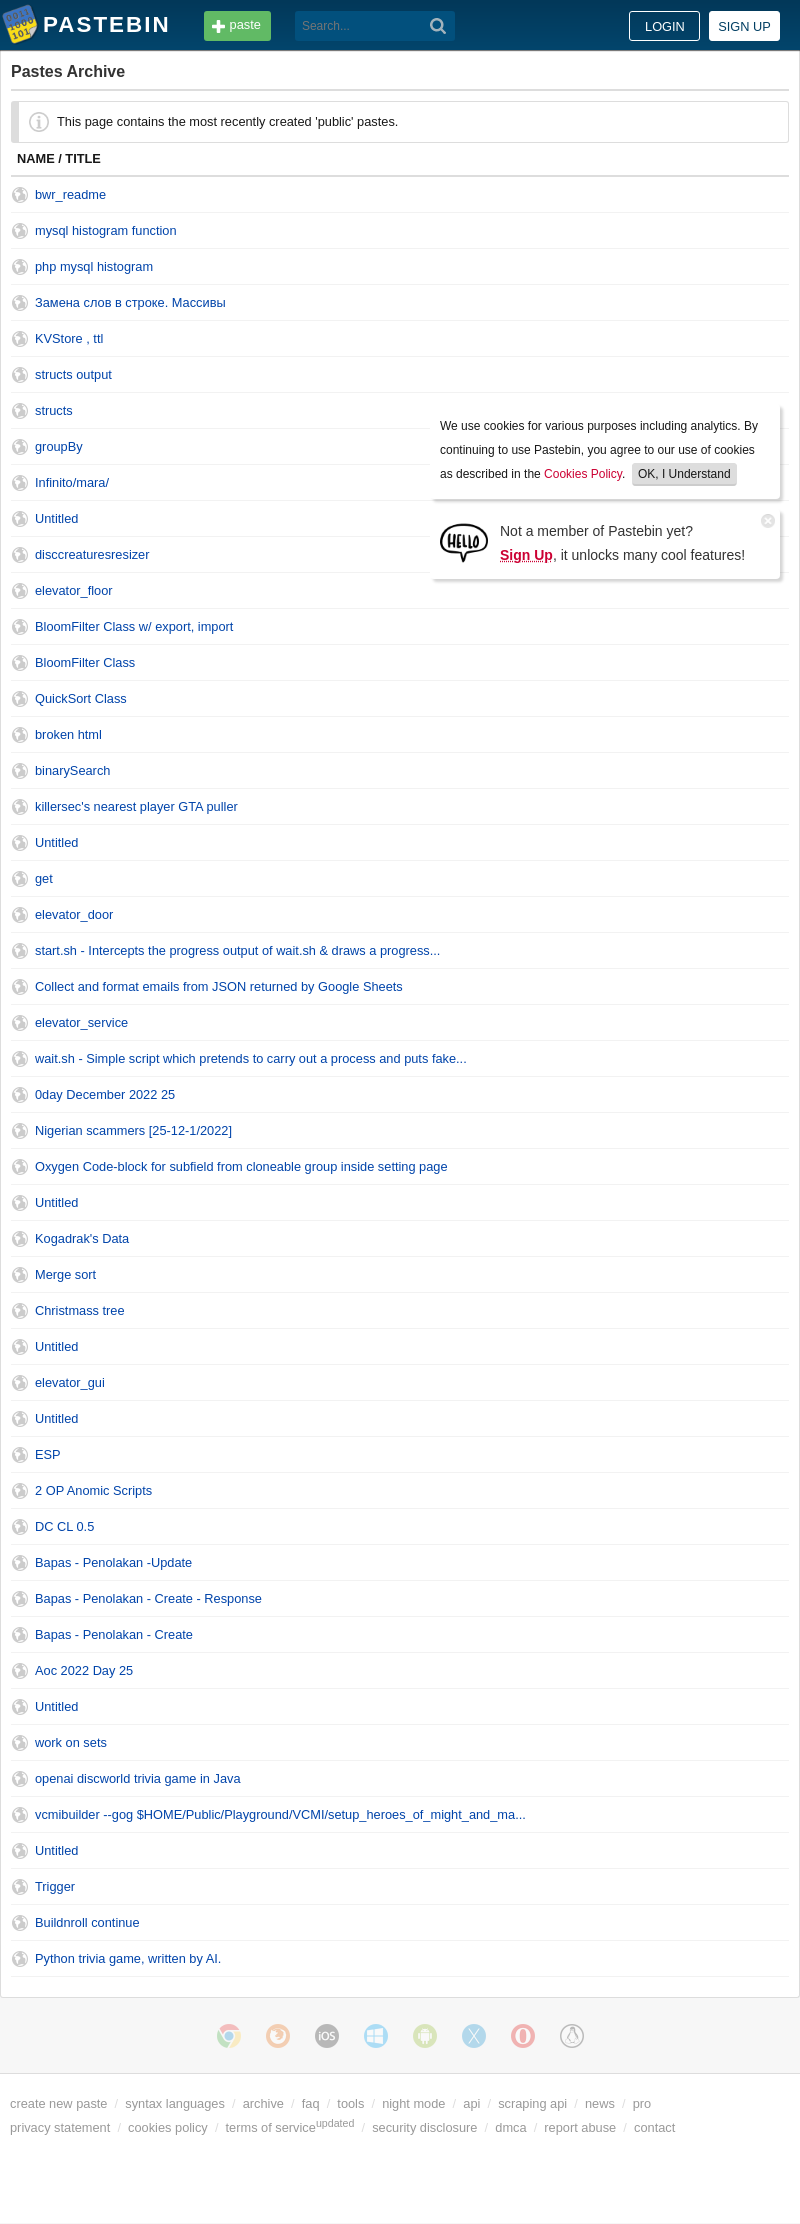 PASTEBIN paste Search... LOGIN SIGN UP
Pastes Archive
This page contains the most recently created 'public' pastes.
NAME / TITLE
bwr_readme
mysql histogram function
php mysql histogram
Замена слов в строке. Массивы
KVStore , ttl
structs output
structs
groupBy
Infinito/mara/
Untitled
disccreaturesresizer
elevator_floor
We use cookies for various purposes including analytics. By
continuing to use Pastebin, you agree to our use of cookies
as described in the Cookies Policy. OK, I Understand
HELLO
Not a member of Pastebin yet?
Sign Up, it unlocks many cool features!
BloomFilter Class w/ export, import
BloomFilter Class
QuickSort Class
broken html
binarySearch
killersec's nearest player GTA puller
Untitled
get
elevator_door
start.sh - Intercepts the progress output of wait.sh & draws a progress...
Collect and format emails from JSON returned by Google Sheets
elevator_service
wait.sh - Simple script which pretends to carry out a process and puts fake...
0day December 2022 25
Nigerian scammers [25-12-1/2022]
Oxygen Code-block for subfield from cloneable group inside setting page
Untitled
Kogadrak's Data
Merge sort
Christmass tree
Untitled
elevator_gui
Untitled
ESP
2 OP Anomic Scripts
DC CL 0.5
Bapas - Penolakan -Update
Bapas - Penolakan - Create - Response
Bapas - Penolakan - Create
Aoc 2022 Day 25
Untitled
work on sets
openai discworld trivia game in Java
vcmibuilder --gog $HOME/Public/Playground/VCMI/setup_heroes_of_might_and_ma...
Untitled
Trigger
Buildnroll continue
Python trivia game, written by AI.
iOS
create new paste / syntax languages / archive / faq / tools / night mode / api / scraping api / news / pro
privacy statement / cookies policy / terms of service updated / security disclosure / dmca / report abuse / contact